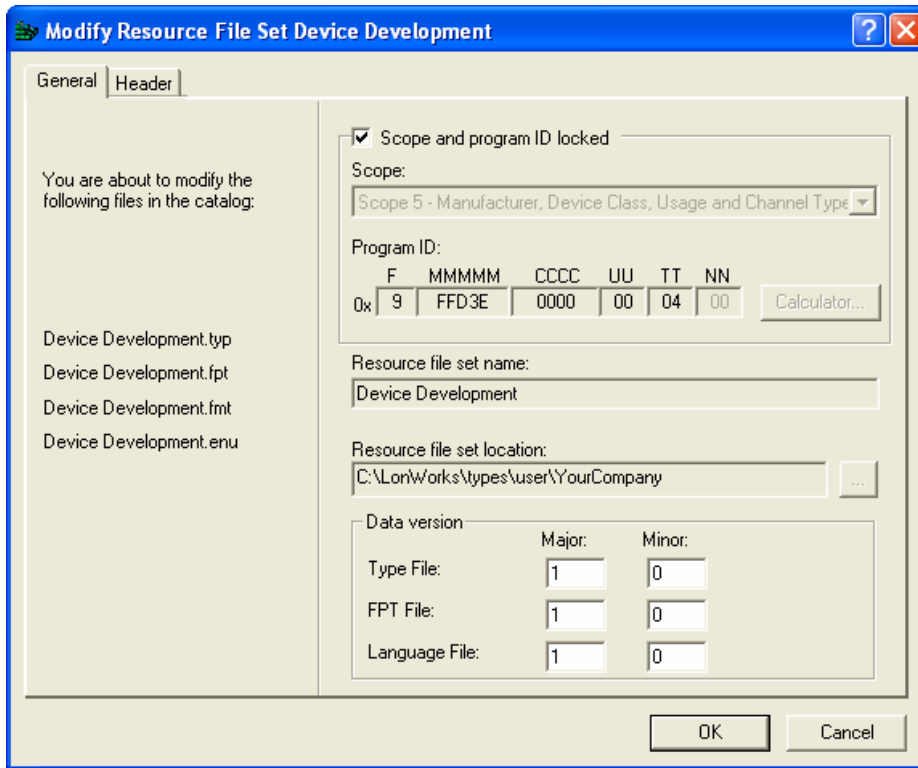 Modify Resource File Set Device Development
General
Header
You are about to modify the
following files in the catalog:
Device Development.typ
Device Development.fpt
Device Development.fmt
Device Development.enu
Scope and program ID locked
Scope:
Scope 5 - Manufacturer, Device Class, Usage and Channel Type
Program ID:
F MMMMM CCCC UU TT NN
0x 9 FFD3E 0000 00 04 00
Calculator...
Resource file set name:
Device Development
Resource file set location:
C:\LonWorks\types\user\YourCompany
...
Data version
Major: Minor:
Type File: 1 0
FPT File: 1 0
Language File: 1 0
OK Cancel